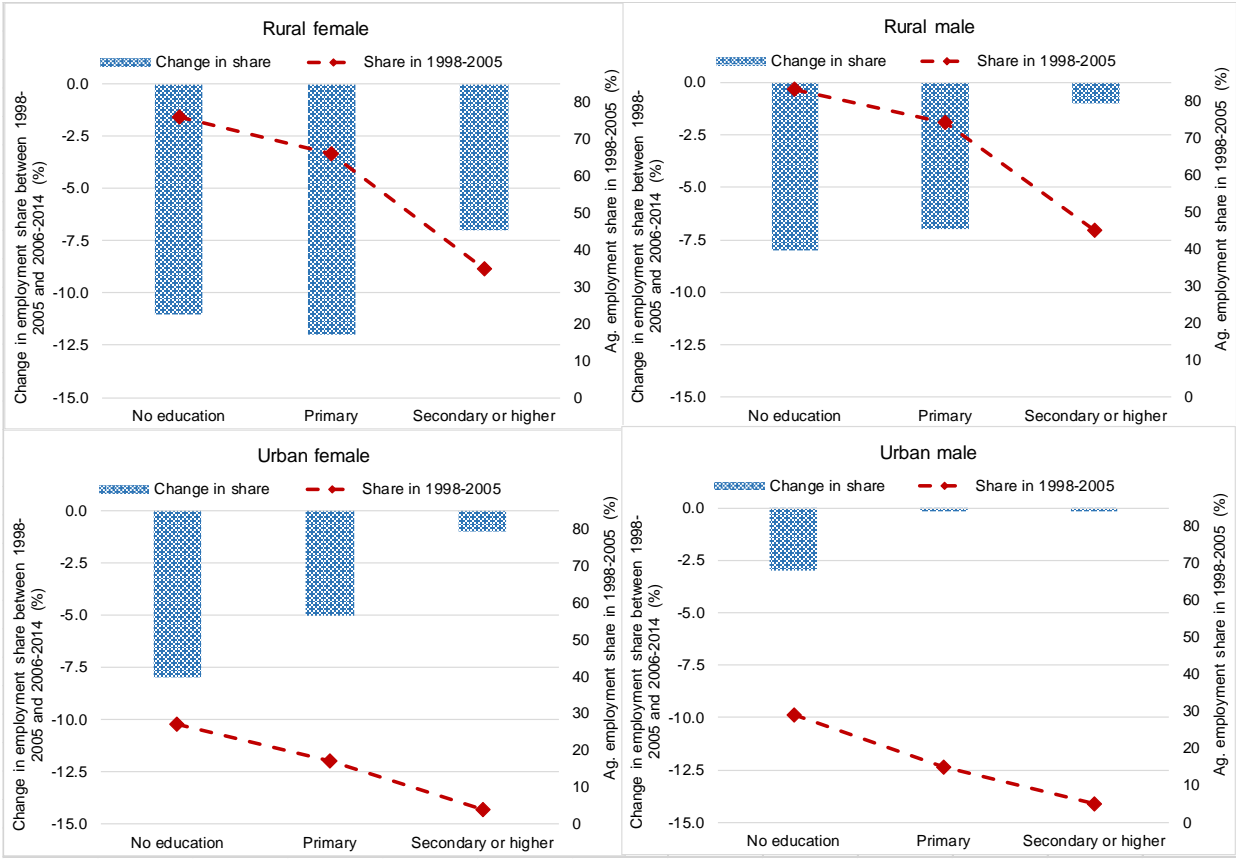 Rural female
Change in share Share in 1998-2005
Change in employment share between 1998-
2005 and 2006-2014 (%)
0.0
-2.5
-5.0
-7.5
-10.0
-12.5
-15.0
80
70
60
50
40
30
20
10
0
Ag. employment share in 1998-2005 (%)
No education Primary Secondary or higher
Rural male
Change in share Share in 1998-2005
Change in employment share between 1998-
2005 and 2006-2014 (%)
0.0
-2.5
-5.0
-7.5
-10.0
-12.5
-15.0
80
70
60
50
40
30
20
10
0
Ag. employment share in 1998-2005 (%)
No education Primary Secondary or higher
Urban female
Change in share Share in 1998-2005
Change in employment share between 1998-
2005 and 2006-2014 (%)
0.0
-2.5
-5.0
-7.5
-10.0
-12.5
-15.0
80
70
60
50
40
30
20
10
0
Ag. employment share in 1998-2005 (%)
No education Primary Secondary or higher
Urban male
Change in share Share in 1998-2005
Change in employment share between 1998-
2005 and 2006-2014 (%)
0.0
-2.5
-5.0
-7.5
-10.0
-12.5
-15.0
80
70
60
50
40
30
20
10
0
Ag. employment share in 1998-2005 (%)
No education Primary Secondary or higher